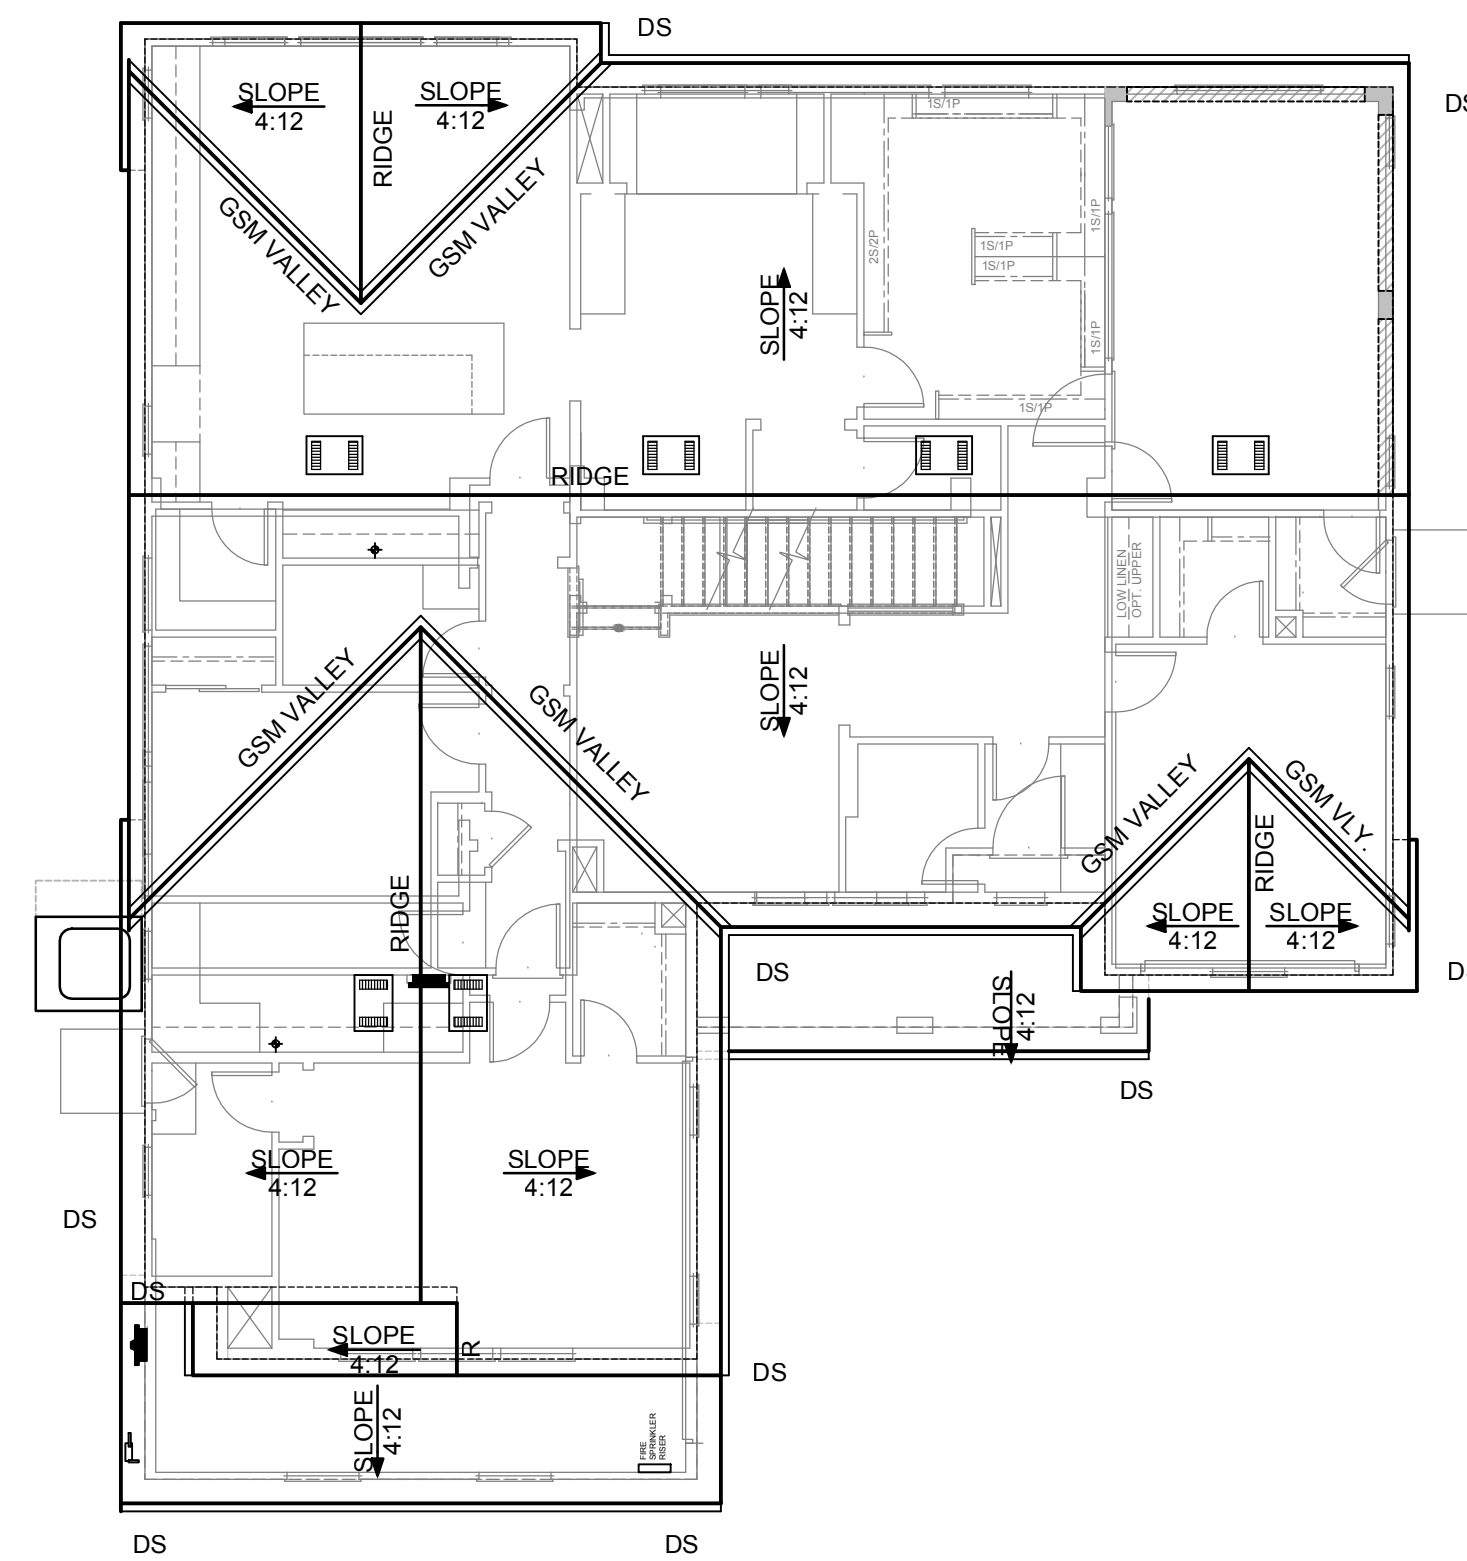 DS
SLOPE
4:12
SLOPE
4:12
RIDGE
DS
1S/1P
GSM VALLEY
GSM VALLEY
2S/2P
1S/1P
1S/1P
1S/1P
SLOPE
4:12
1S/1P
1S/1P
RIDGE
LOW LINEN
OPT. UPPER
GSM VALLEY
GSM VALLEY
SLOPE
4:12
GSM VALLEY
GSM VLY.
RIDGE
RIDGE
SLOPE
4:12
SLOPE
4:12
DS
D
SLOPE
4:12
DS
SLOPE
4:12
SLOPE
4:12
DS
DS
SLOPE
4:12
R
DS
SLOPE
4:12
FIRE
SPRINKLER
RISER
DS
DS